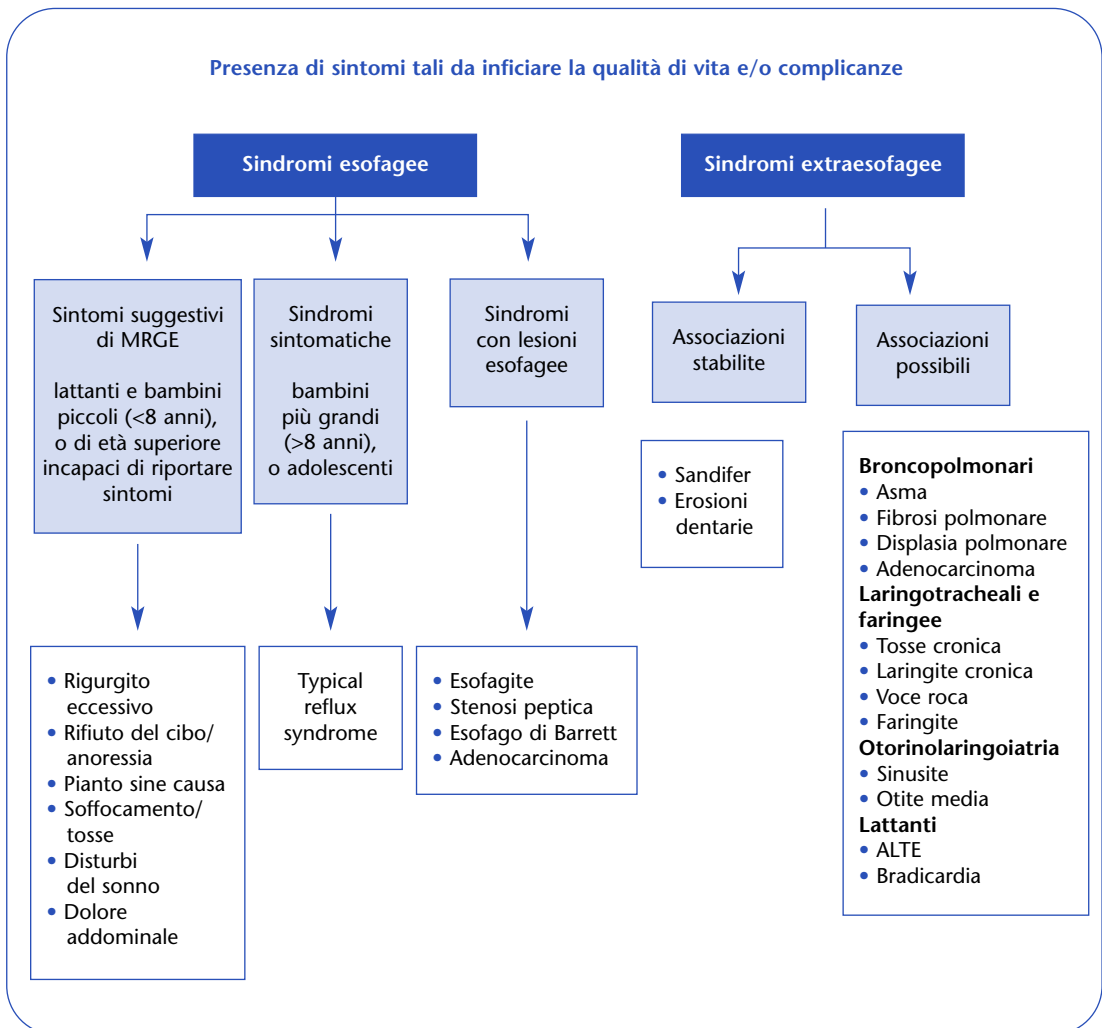 Presenza di sintomi tali da inficiare la qualità di vita e/o complicanze
Sindromi esofagee
Sindromi extraesofagee
Sintomi suggestivi
di MRGE
lattanti e bambini
piccoli (<8 anni),
o di età superiore
incapaci di riportare
sintomi
Sindromi
sintomatiche
bambini
più grandi
(>8 anni),
o adolescenti
Sindromi
con lesioni
esofagee
Associazioni
stabilite
Associazioni
possibili
• Rigurgito
eccessivo
• Rifiuto del cibo/
anoressia
• Pianto sine causa
• Soffocamento/
tosse
• Disturbi
del sonno
• Dolore
addominale
Typical
reflux
syndrome
• Esofagite
• Stenosi peptica
• Esofago di Barrett
• Adenocarcinoma
• Sandifer
• Erosioni
dentarie
Broncopolmonari
• Asma
• Fibrosi polmonare
• Displasia polmonare
• Adenocarcinoma
Laringotracheali e
faringee
• Tosse cronica
• Laringite cronica
• Voce roca
• Faringite
Otorinolaringoiatria
• Sinusite
• Otite media
Lattanti
• ALTE
• Bradicardia